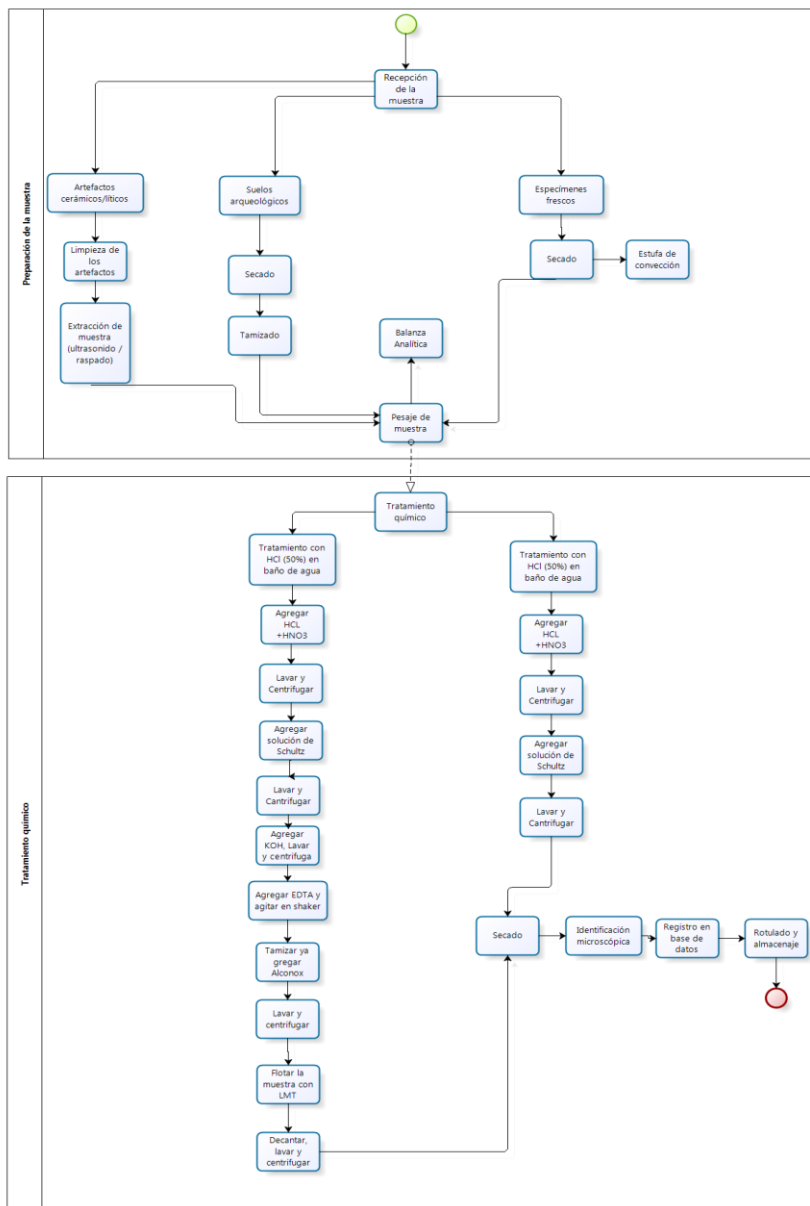 Preparación de la muestra
Recepción
de la
muestra
Artefactos
cerámicos/líticos
Limpieza de
los
artefactos
Extracción de
muestra
(ultrasonido /
raspado)
Suelos
arqueológicos
Secado
Tamizado
Especímenes
frescos
Secado
Estufa de
convección
Balanza
Analítica
Pesaje de
muestra
Tratamiento químico
Tratamiento
químico
Tratamiento con
HCl (50%) en
baño de agua
Agregar
HCL
+HNO3
Lavar y
Centrifugar
Agregar
solución de
Schultz
Lavar y
Cantrifugar
Agregar
KOH, Lavar
y centrifuga
Agregar EDTA y
agitar en shaker
Tamizar ya
gregar
Alconox
Lavar y
centrifugar
Flotar la
muestra con
LMT
Decantar,
lavar y
centrifugar
Tratamiento con
HCl (50%) en
baño de agua
Agregar
HCL
+HNO3
Lavar y
Centrifugar
Agregar
solución de
Schultz
Lavar y
Cantrifugar
Secado
Identificación
microscópica
Registro en
base de
datos
Rotulado y
almacenaje